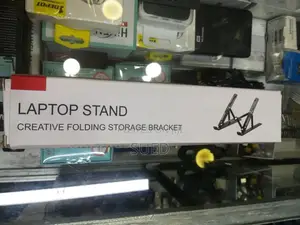 LAPTOP STAND
CREATIVE FOLDING STORAGE BRACKET